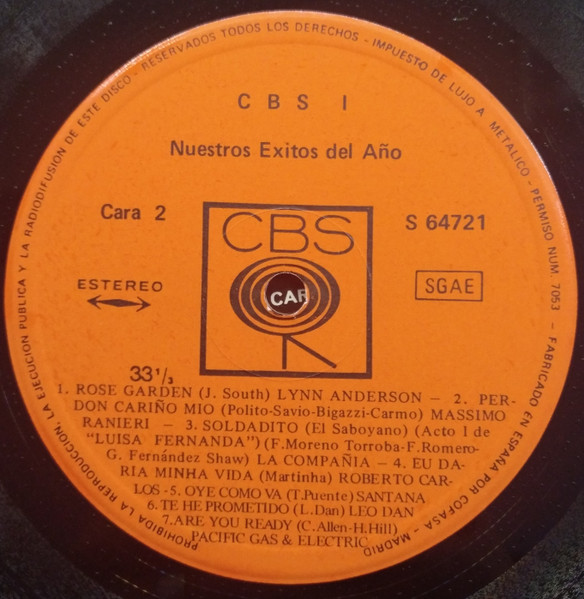 PROHIBIDA LA REPRODUCCION, LA EJECUCION PUBLICA Y LA RADIODIFUSION DE ESTE DISCO - RESERVADOS TODOS LOS DERECHOS - IMPUESTO DE LUJO A METALICO - PERMISO NUM. 7053 - FABRICADO EN ESPAÑA POR COFASA - MADRID
C B S I
Nuestros Exitos del Año
Cara 2
S 64721
CBS
ESTEREO
SGAE
CAR
33 1/3
1. ROSE GARDEN (J. South) LYNN ANDERSON – 2. PER-
DON CARIÑO MIO (Polito-Savio-Bigazzi-Carmo) MASSIMO
RANIERI – 3. SOLDADITO (El Saboyano) (Acto 1 de
"LUISA FERNANDA") (F.Moreno Torroba-F.Romero-
G. Fernández Shaw) LA COMPAÑIA – 4. EU DA-
RIA MINHA VIDA (Martinha) ROBERTO CAR-
LOS -5. OYE COMO VA (T.Puente) SANTANA
6. TE HE PROMETIDO (L.Dan) LEO DAN
7.ARE YOU READY (C. Allen-H.Hill)
PACIFIC GAS & ELECTRIC